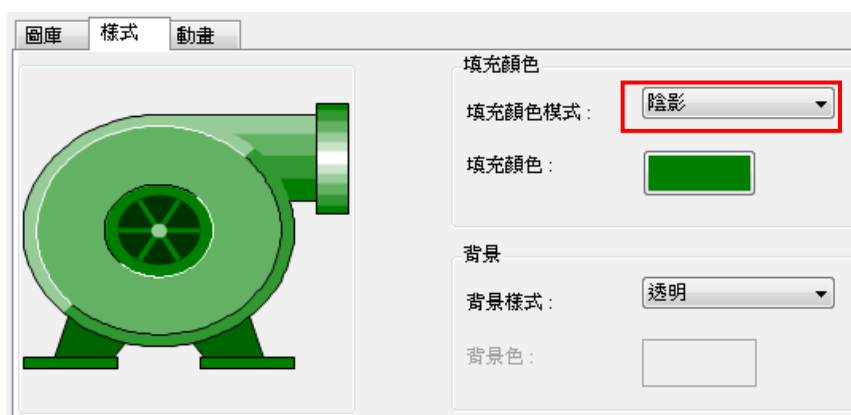 圖庫 樣式 動畫
填充顏色
填充顏色模式 : 陰影
填充顏色 :
背景
背景樣式 : 透明
背景色 :